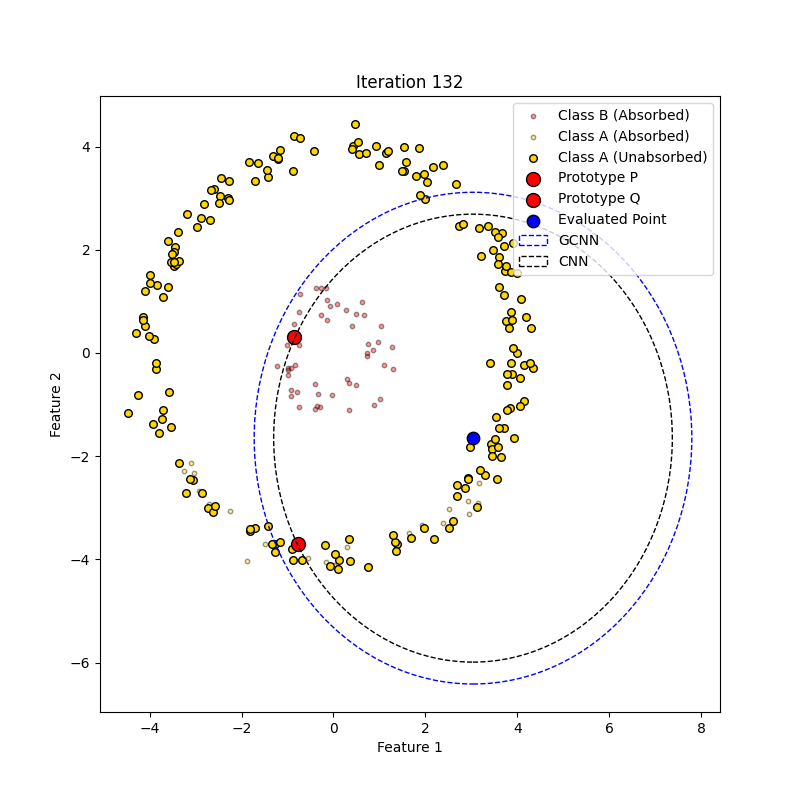 Iteration 132
Class B (Absorbed)
Class A (Absorbed)
Class A (Unabsorbed)
Prototype P
Prototype Q
Evaluated Point
GCNN
CNN
Feature 2
4
2
0
−2
−4
−6
−4
−2
0
2
4
6
8
Feature 1